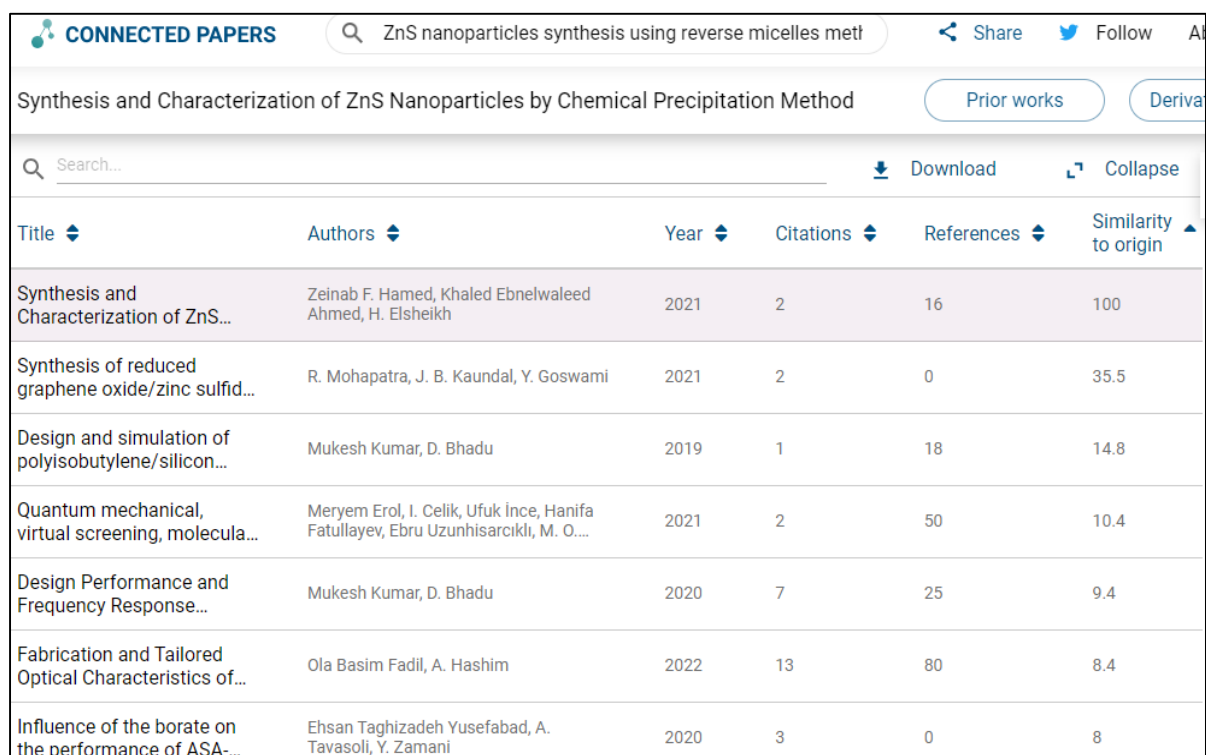 CONNECTED PAPERS
ZnS nanoparticles synthesis using reverse micelles
Share
Follow
Synthesis and Characterization of ZnS Nanoparticles by Chemical Precipitation Method
Prior works
Search...
Download
Collapse
Title
Authors
Year
Citations
References
Similarity
to origin
Synthesis and
Characterization of ZnS...
Zeinab F. Hamed, Khaled Ebnelwaleed
Ahmed, H. Elsheikh
2021
2
16
100
Synthesis of reduced
graphene oxide/zinc sulfid...
R. Mohapatra, J. B. Kaundal, Y. Goswami
2021
2
0
35.5
Design and simulation of
polyisobutylene/silicon...
Mukesh Kumar, D. Bhadu
2019
1
18
14.8
Quantum mechanical,
virtual screening, molecula...
Meryem Erol, I. Celik, Ufuk İnce, Hanifa
Fatullayev, Ebru Uzunhisarcıklı, M. O....
2021
2
50
10.4
Design Performance and
Frequency Response...
Mukesh Kumar, D. Bhadu
2020
7
25
9.4
Fabrication and Tailored
Optical Characteristics of...
Ola Basim Fadil, A. Hashim
2022
13
80
8.4
Influence of the borate on
the performance of ASA-...
Ehsan Taghizadeh Yusefabad, A.
Tavasoli, Y. Zamani
2020
3
0
8